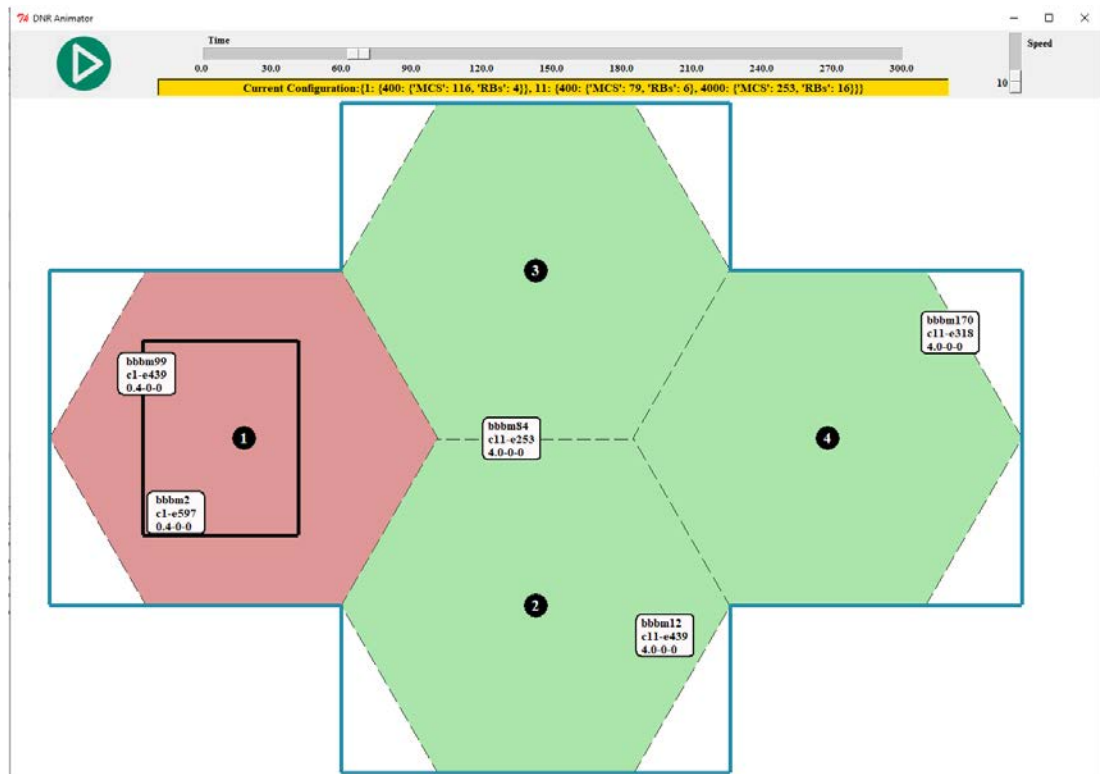 DNR Animator
Time
Speed
0.0 30.0 60.0 90.0 120.0 150.0 180.0 210.0 240.0 270.0 300.0
10
Current Configuration:{1: {400: {'MCS': 116, 'RBs': 4}}, 11: {400: {'MCS': 79, 'RBs': 6}, 4000: {'MCS': 253, 'RBs': 16}}}
3
bbbm170
c11-e318
4.0-0-0
bbbm99
c1-e439
0.4-0-0
1
bbbm84
c11-e253
4.0-0-0
4
bbbm2
c1-e597
0.4-0-0
2
bbbm12
c11-e439
4.0-0-0